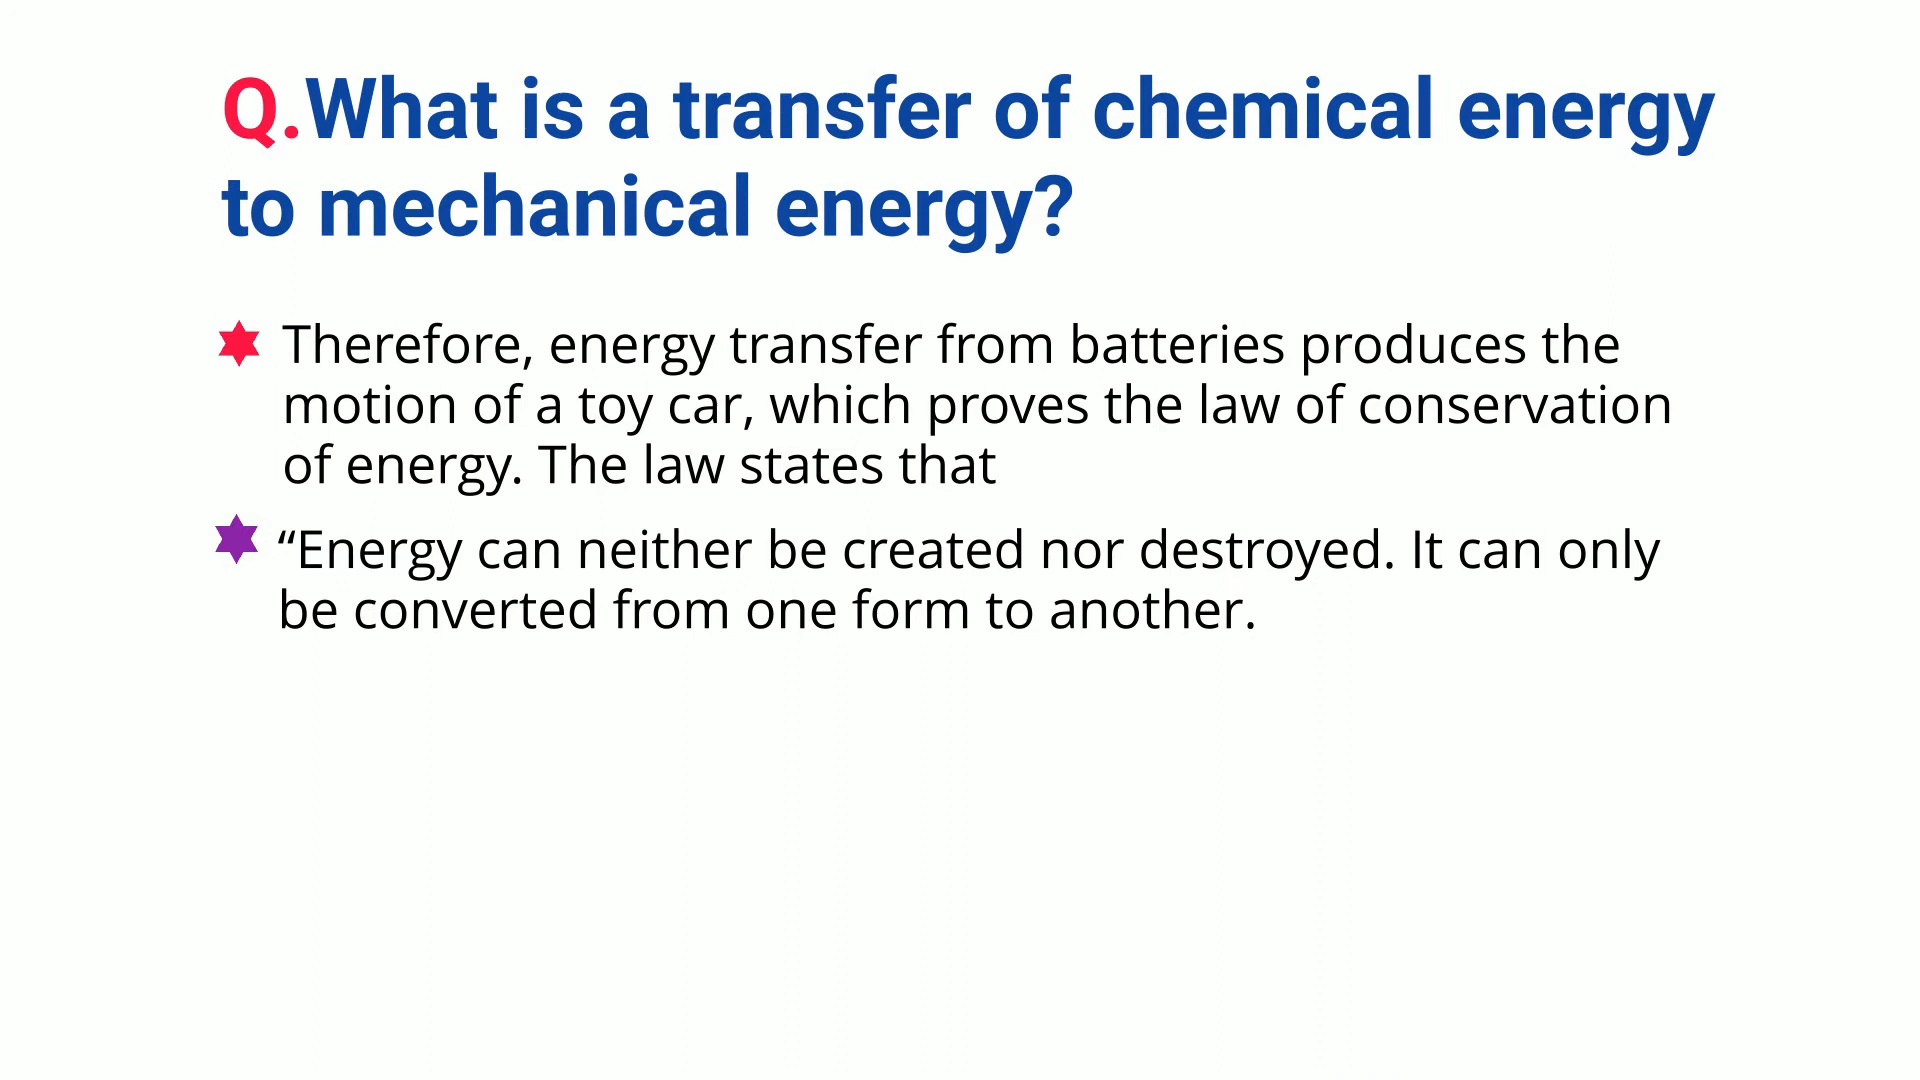 Q.What is a transfer of chemical energy
to mechanical energy?
Therefore, energy transfer from batteries produces the
motion of a toy car, which proves the law of conservation
of energy. The law states that
“Energy can neither be created nor destroyed. It can only
be converted from one form to another.